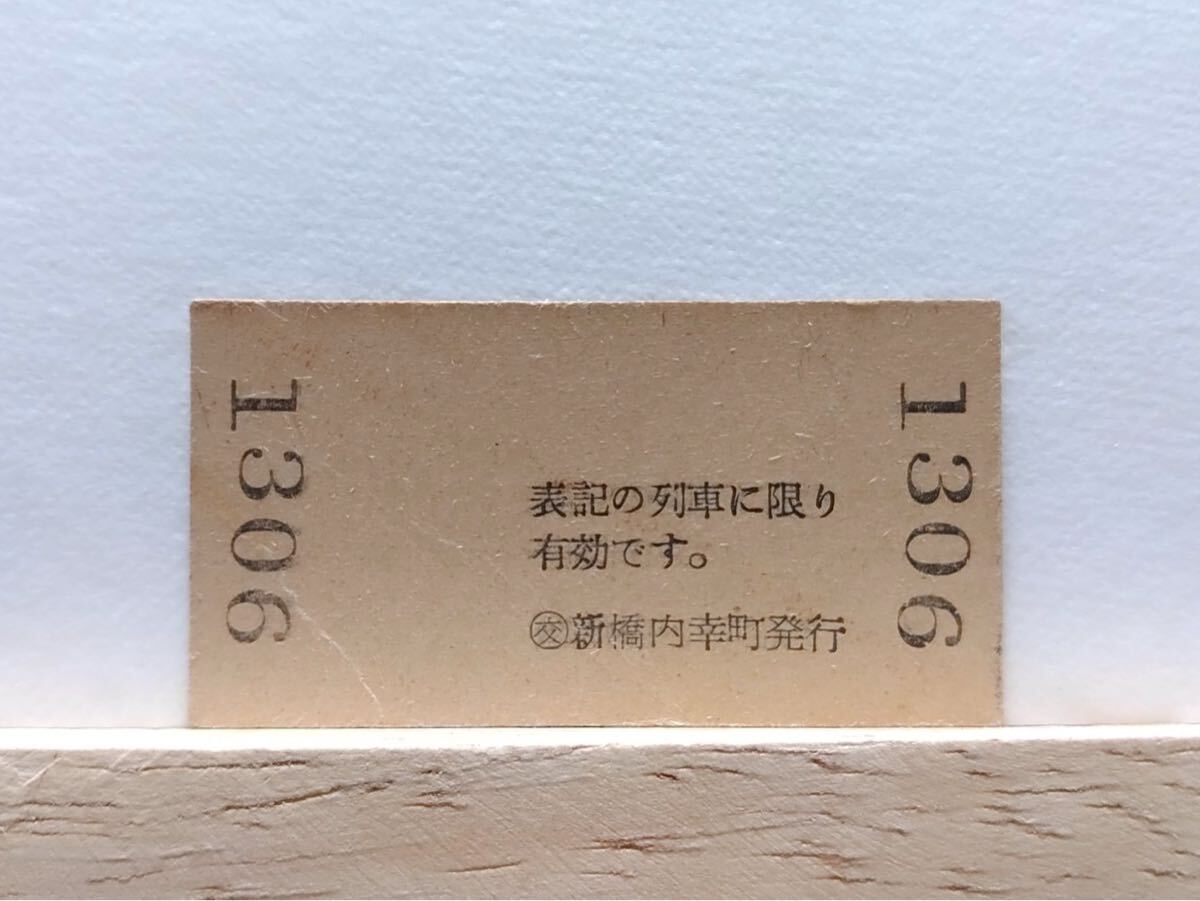 1306
表記の列車に限り
有効です。
㊋新橋内幸町発行
1306